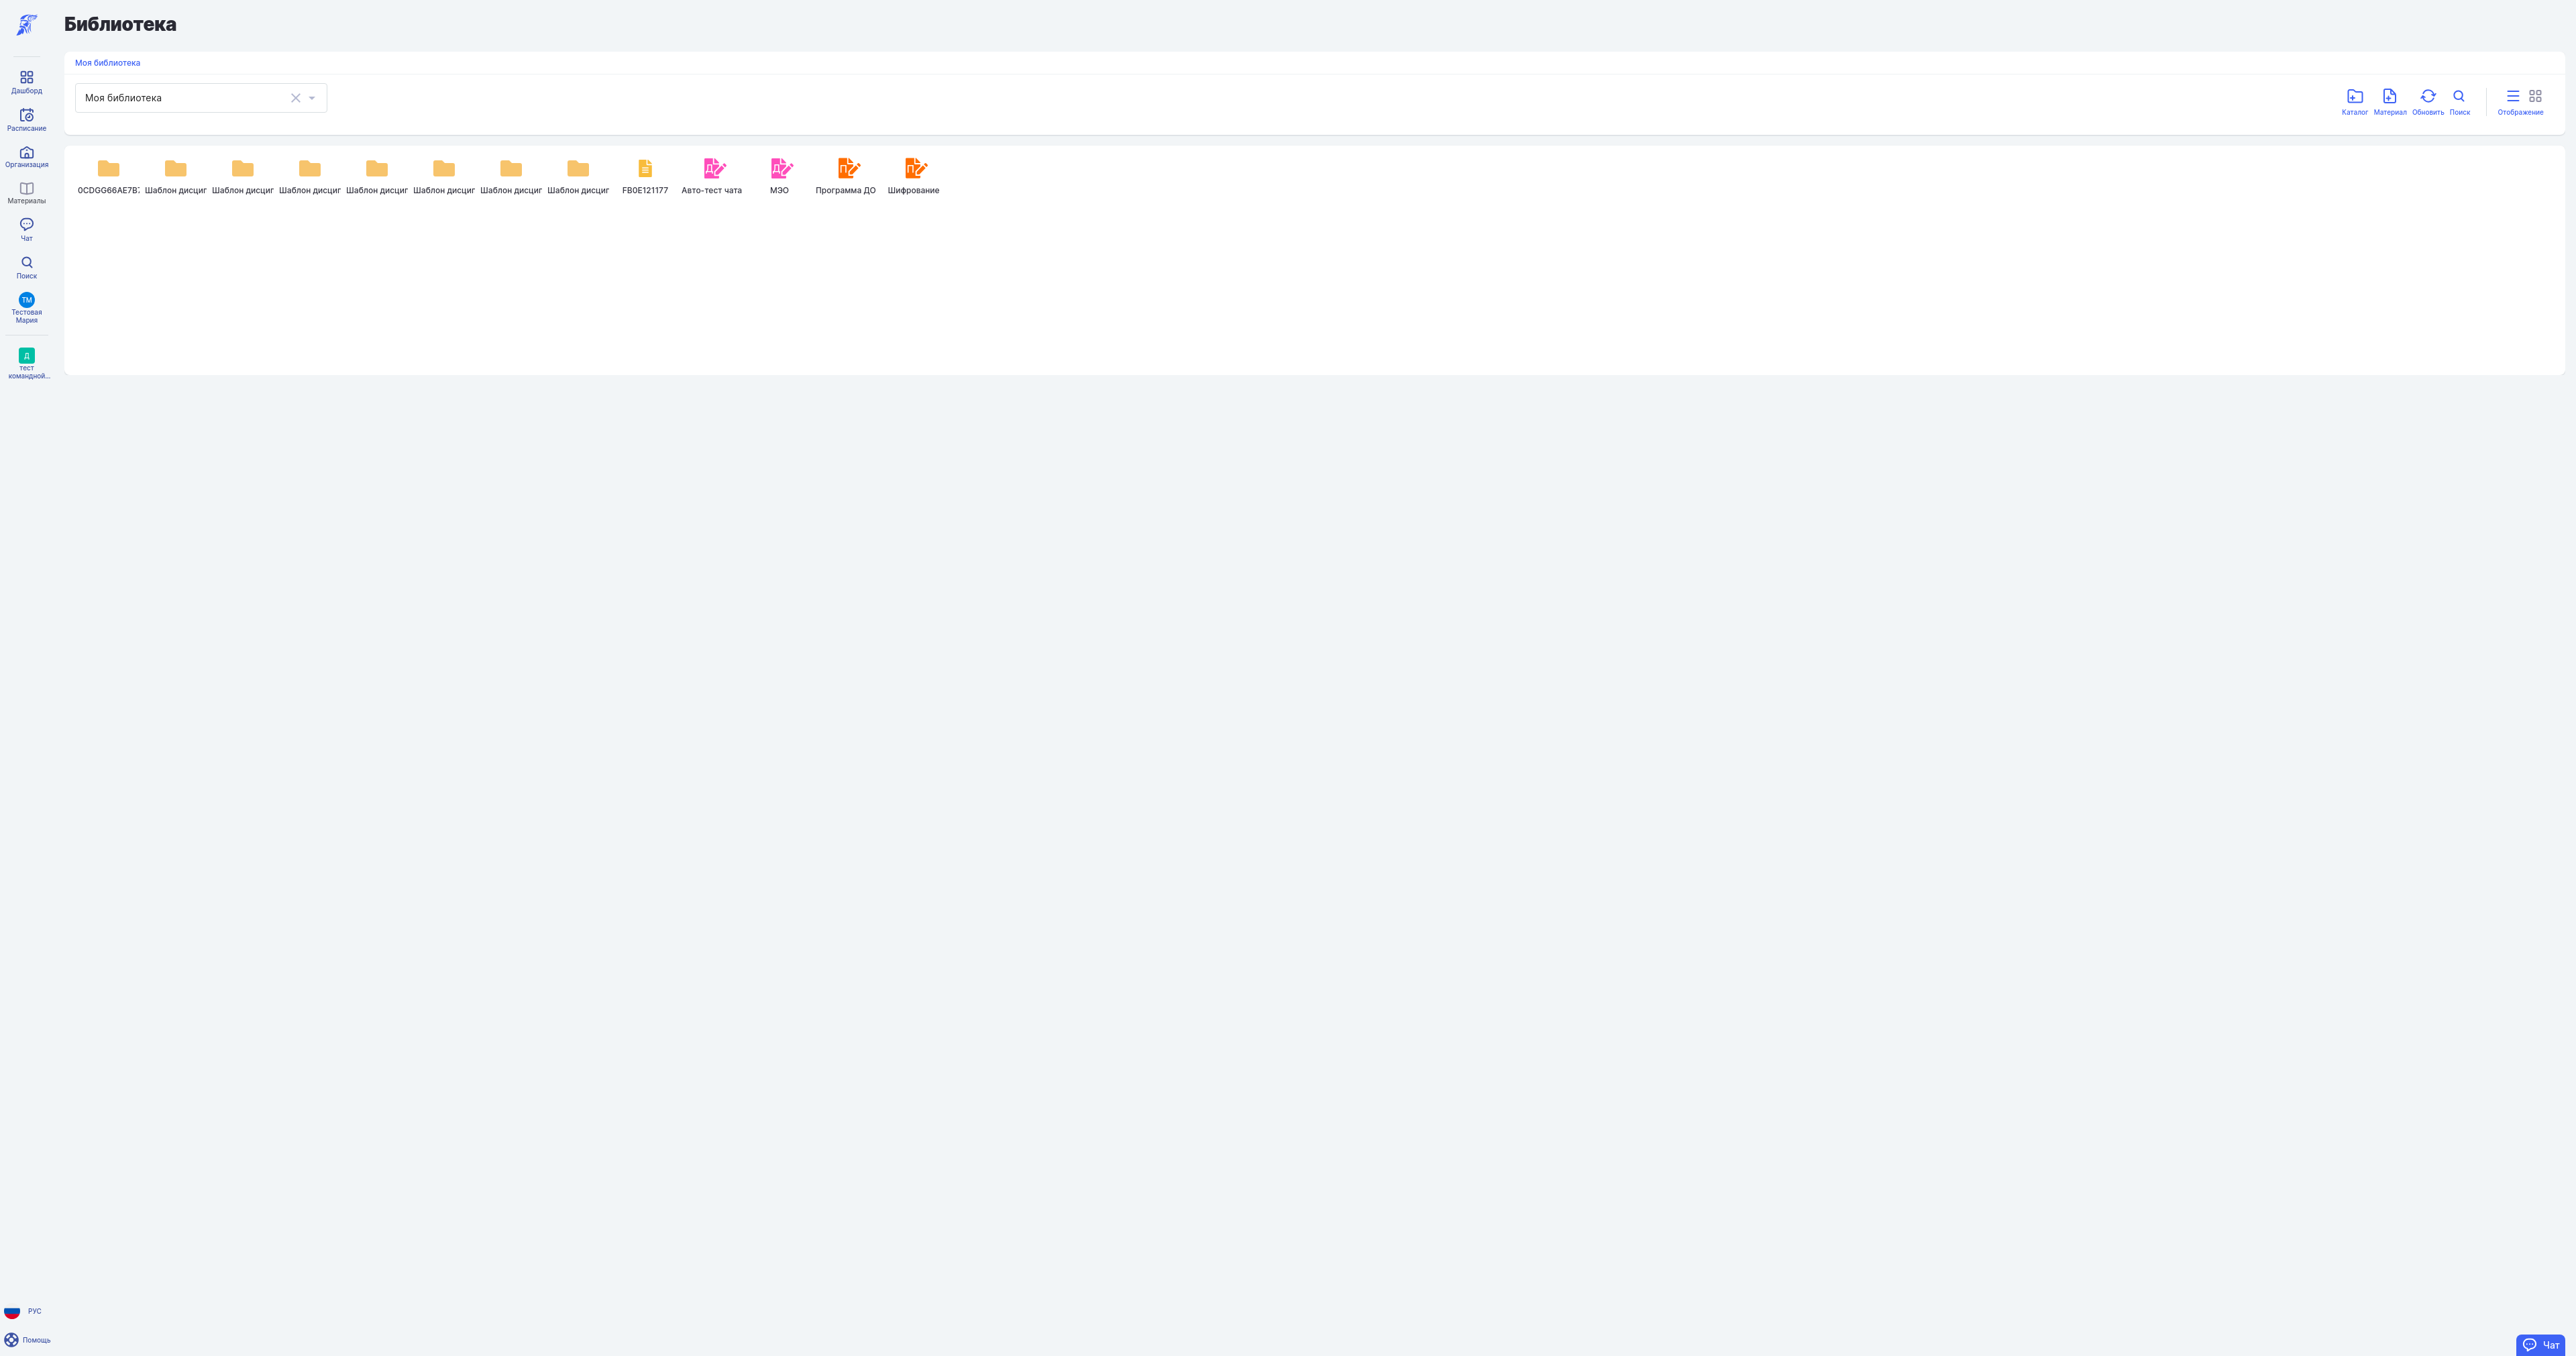 Библиотека
Моя библиотека
Моя библиотека
Каталог
Материал
Обновить
Поиск
Отображение
0CDGG66AE7B
Шаблон дисциг
Шаблон дисциг
Шаблон дисциг
Шаблон дисциг
Шаблон дисциг
Шаблон дисциг
Шаблон дисциг
FB0E121177
Авто-тест чата
МЭО
Программа ДО
Шифрование
Дашборд
Расписание
Организация
Материалы
Чат
Поиск
ТМ
Тестовая
Мария
Д
тест
командной...
РУС
Помощь
Чат